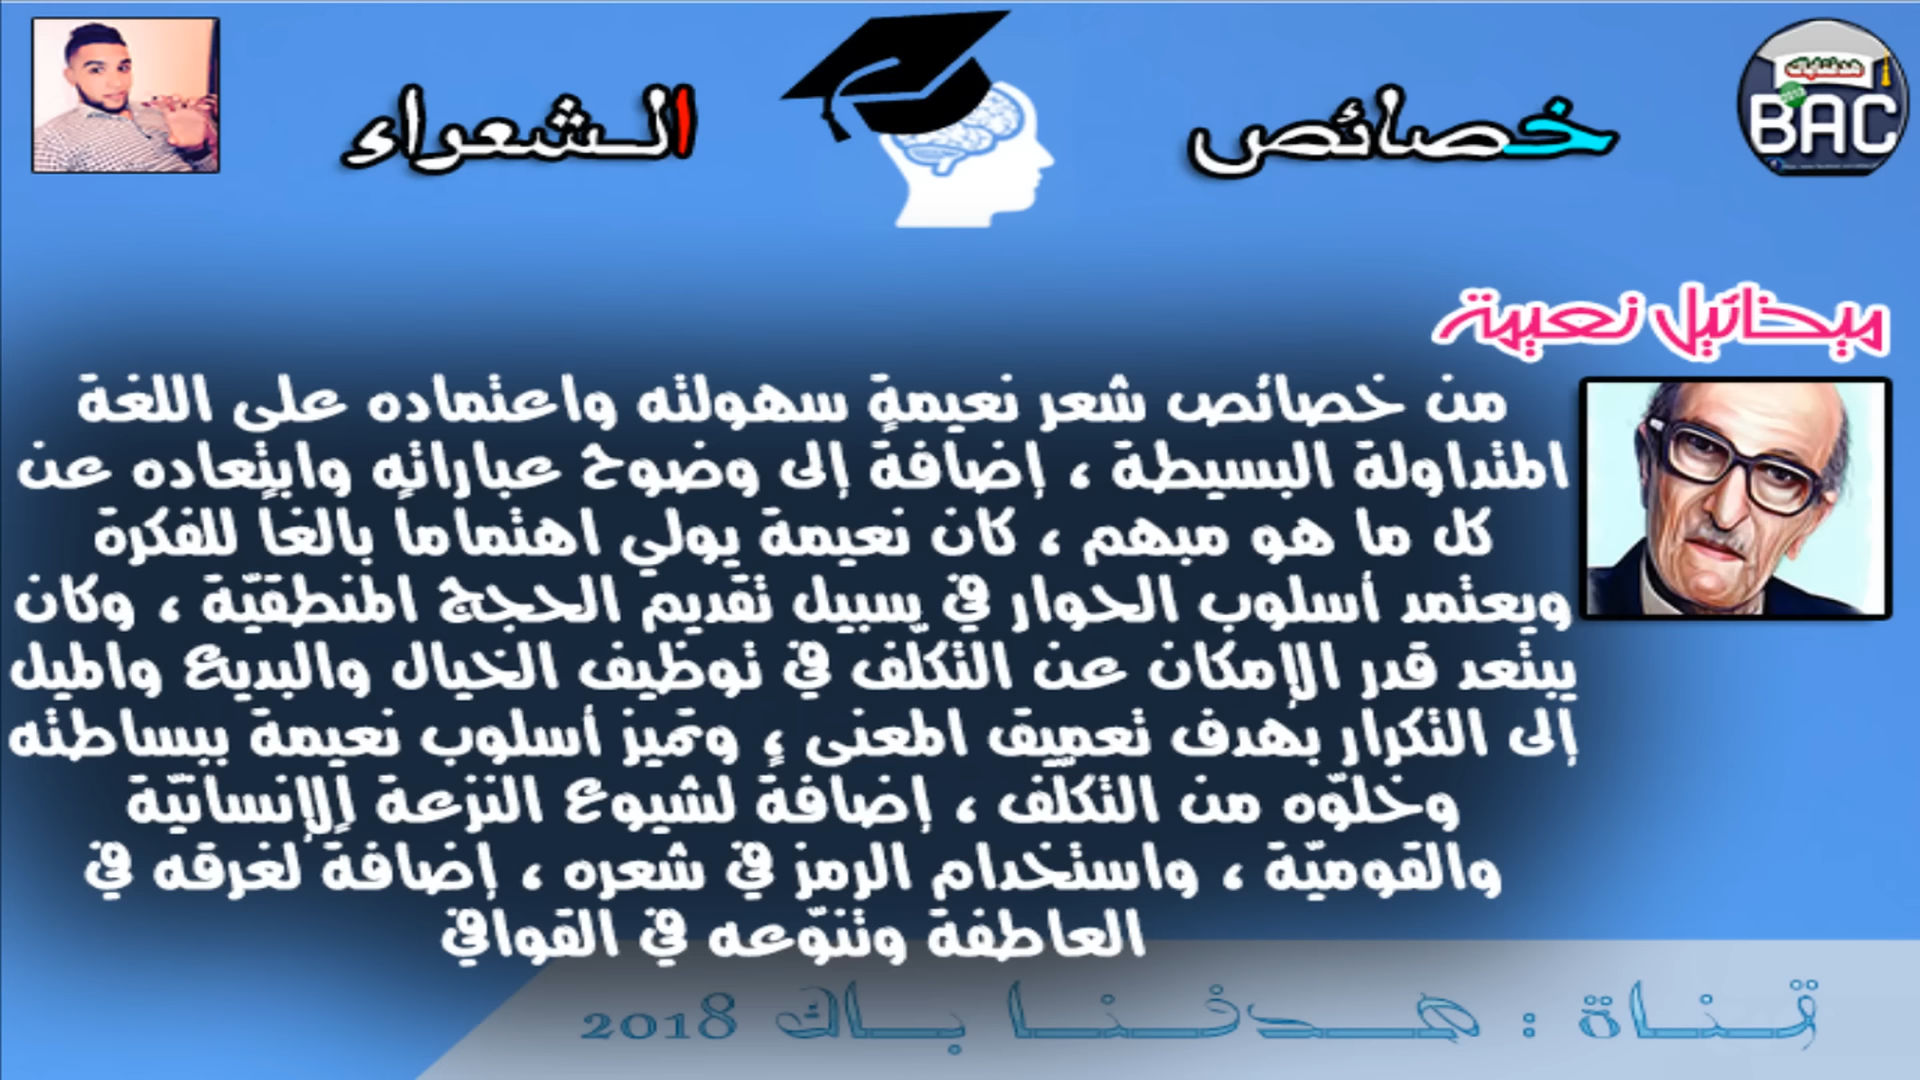 خصائص الشعراء
هدفناباك
2018
BAC
ميخائيل نعيمة
من خصائص شعر نعيمة سهولته واعتماده على اللغة
المتداولة البسيطة ، إضافة إلى وضوح عباراته وابتعاده عن
كل ما هو مبهم ، كان نعيمة يولي اهتماما بالغا للفكرة
ويعتمد أسلوب الحوار في سبيل تقديم الحجج المنطقيّة ، وكان
يبتعد قدر الإمكان عن التكلّف في توظيف الخيال والبديع والميل
إلى التكرار بهدف تعميق المعنى ، وتميز أسلوب نعيمة ببساطته
وخلوّه من التكلّف ، إضافة لشيوع النزعة الإنسانيّة
والقوميّة ، واستخدام الرمز في شعره ، إضافة لغرقه في
العاطفة وتنوّعه في القوافي
قناة : هدفنا باك 2018